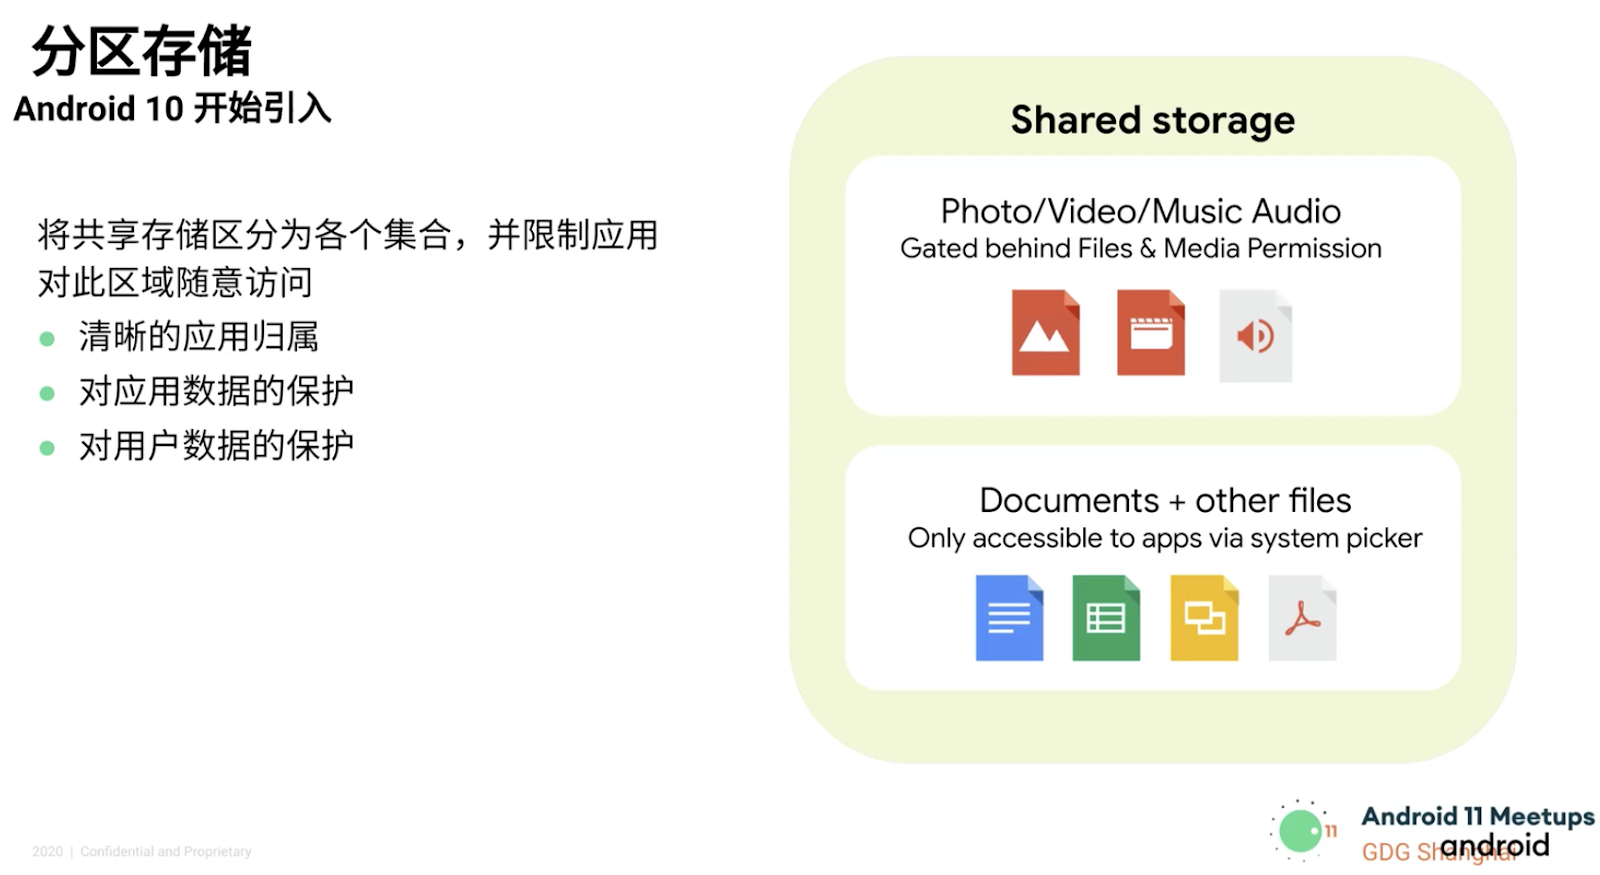 分区存储
Android 10 开始引入
将共享存储区分为各个集合，并限制应用
对此区域随意访问
清晰的应用归属
对应用数据的保护
对用户数据的保护
Shared storage
Photo/Video/Music Audio
Gated behind Files & Media Permission
Documents + other files
Only accessible to apps via system picker
2020 | Confidential and Proprietary
11
Android 11 Meetups
GDG Shanghai
android